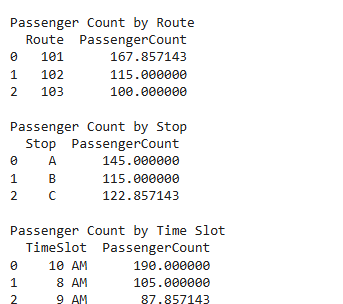 Passenger Count by Route
Route PassengerCount
0 101 167.857143
1 102 115.000000
2 103 100.000000
Passenger Count by Stop
Stop PassengerCount
0 A 145.000000
1 B 115.000000
2 C 122.857143
Passenger Count by Time Slot
TimeSlot PassengerCount
0 10 AM 190.000000
1 8 AM 105.000000
2 9 AM 87.857143